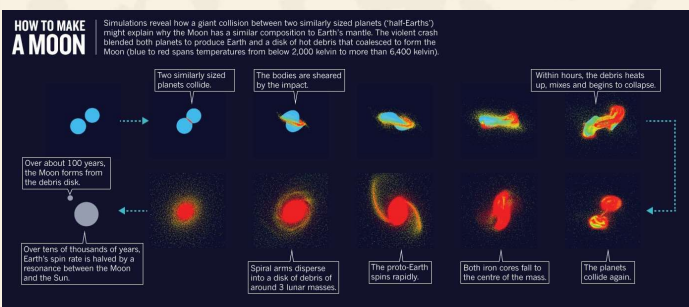 HOW TO MAKE
A MOON
Simulations reveal how a giant collision between two similarly sized planets (‘half-Earths’)
might explain why the Moon has a similar composition to Earth’s mantle. The violent crash
blended both planets to produce Earth and a disk of hot debris that coalesced to form the
Moon (blue to red spans temperatures from below 2,000 kelvin to more than 6,400 kelvin).
Two similarly sized
planets collide.
The bodies are sheared
by the impact.
Within hours, the debris heats
up, mixes and begins to collapse.
The planets
collide again.
Both iron cores fall to
the centre of the mass.
The proto-Earth
spins rapidly.
Spiral arms disperse
into a disk of debris of
around 3 lunar masses.
Over about 100 years,
the Moon forms from
the debris disk.
Over tens of thousands of years,
Earth’s spin rate is halved by a
resonance between the Moon
and the Sun.